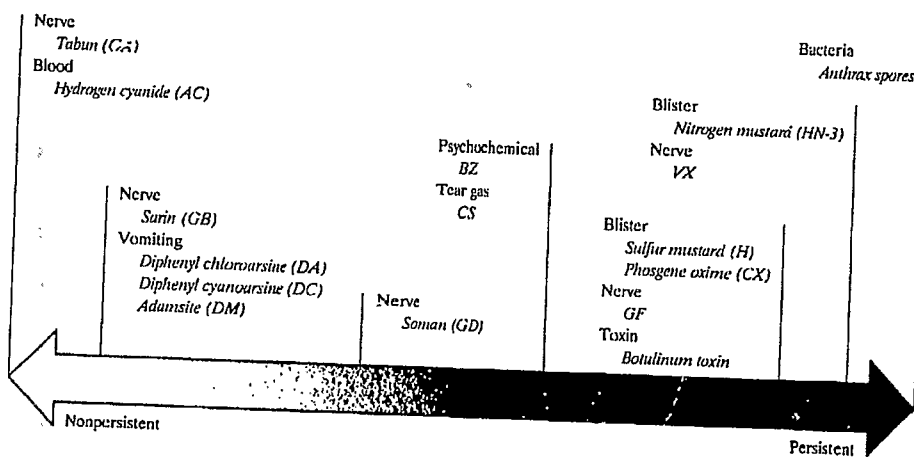 Nerve
Tabun (GA)
Blood
Hydrogen cyanide (AC)
Nerve
Sarin (GB)
Vomiting
Diphenyl chloroarsine (DA)
Diphenyl cyanoarsine (DC)
Adamsite (DM)
Nerve
Soman (GD)
Psychochemical
BZ
Tear gas
CS
Blister
Sulfur mustard (H)
Phosgene oxime (CX)
Nerve
GF
Toxin
Botulinum toxin
Blister
Nitrogen mustard (HN-3)
Nerve
VX
Bacteria
Anthrax spores
Nonpersistent
Persistent